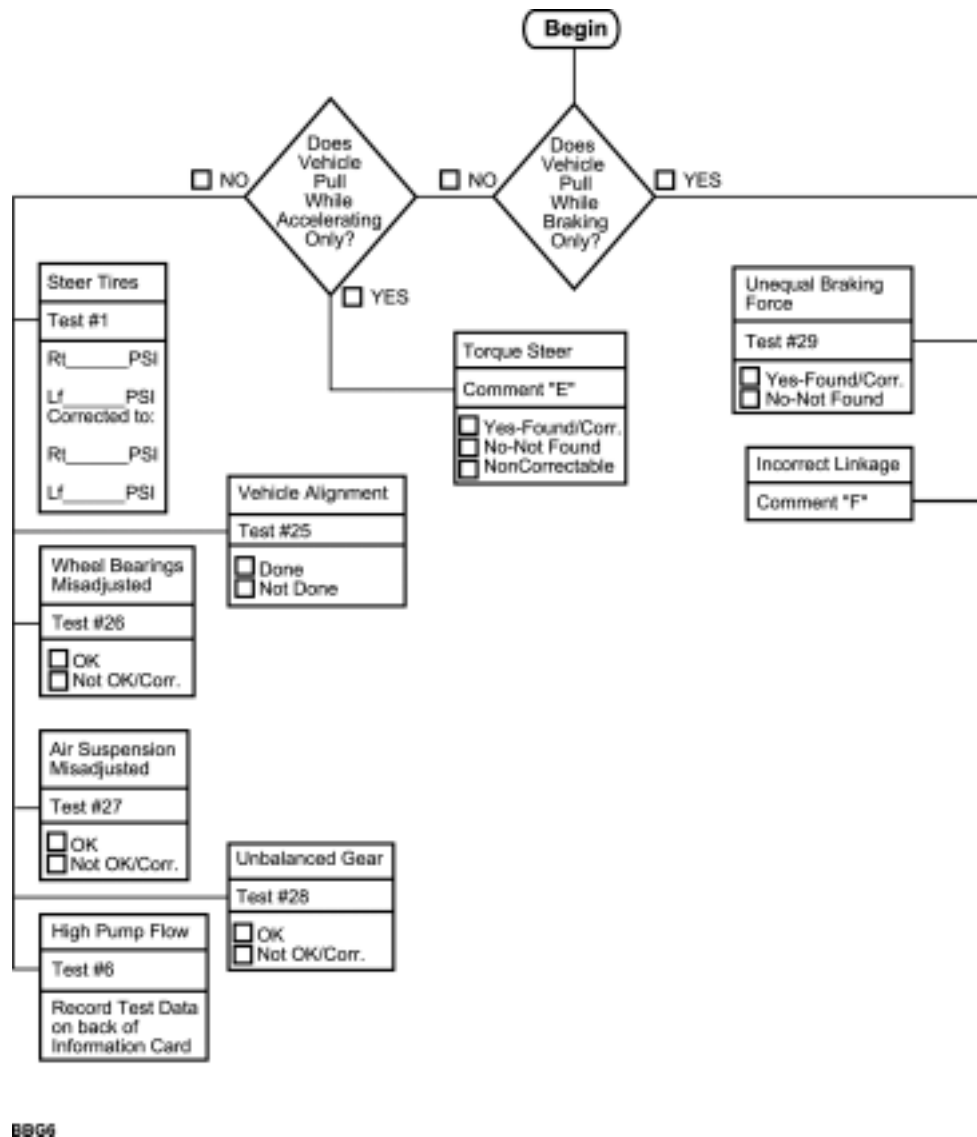 Begin
Does
Vehicle
Pull
While
Braking
Only?
YES
NO
Does
Vehicle
Pull
While
Accelerating
Only?
NO
YES
Steer Tires
Test #1
Rt______PSI
Lf______PSI
Corrected to:
Rt______PSI
Lf______PSI
Vehicle Alignment
Test #25
Done
Not Done
Wheel Bearings
Misadjusted
Test #26
OK
Not OK/Corr.
Air Suspension
Misadjusted
Test #27
OK
Not OK/Corr.
Unbalanced Gear
Test #28
OK
Not OK/Corr.
High Pump Flow
Test #6
Record Test Data
on back of
Information Card
Torque Steer
Comment "E"
Yes-Found/Corr.
No-Not Found
NonCorrectable
Unequal Braking
Force
Test #29
Yes-Found/Corr.
No-Not Found
Incorrect Linkage
Comment "F"
BBG6